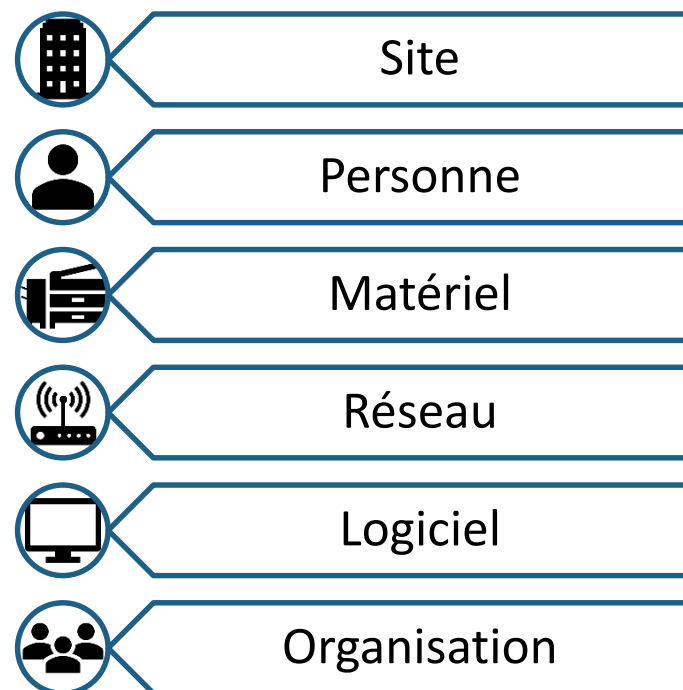 Site
Personne
Matériel
Réseau
Logiciel
Organisation